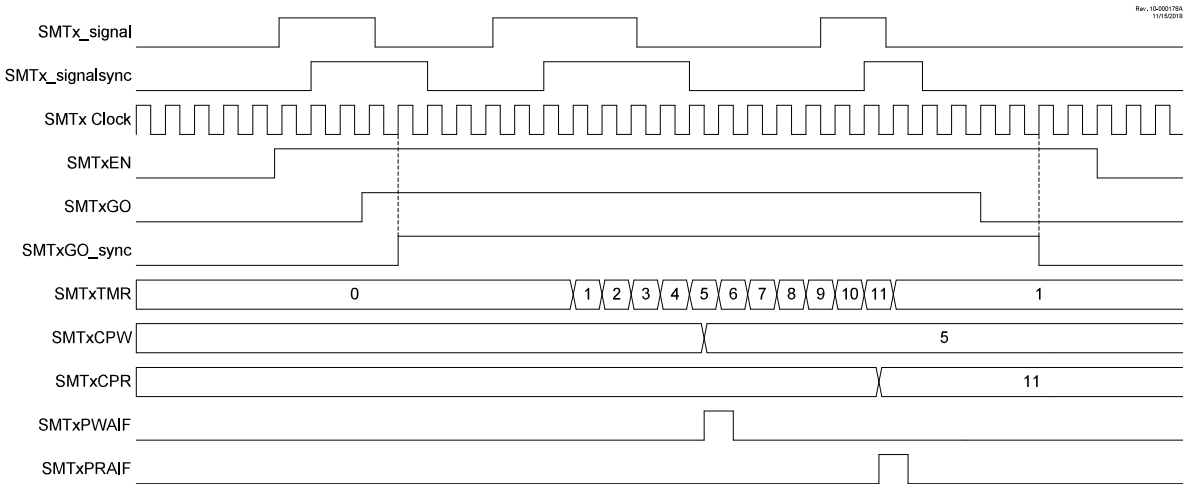 Rev. 10-000178A
11/15/2018
SMTx_signal
SMTx_signalsync
SMTx Clock
SMTxEN
SMTxGO
SMTxGO_sync
SMTxTMR 0 1 2 3 4 5 6 7 8 9 10 11 1
SMTxCPW 5
SMTxCPR 11
SMTxPWAIF
SMTxPRAIF